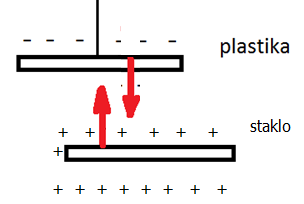 - - - - - -
plastika
- -
+ + + + + + +
staklo
+
+ + + + + + + +